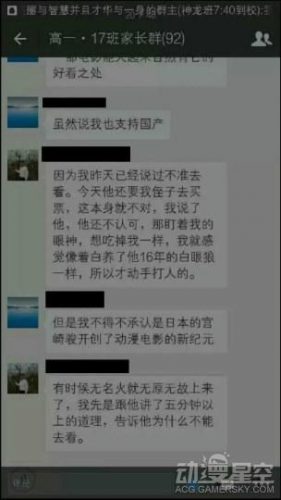 圈与智慧并且才华与一身的群主(神龙班7:40到校):
高一·17班家长群(92)
好看之处
虽然说我也支持国产
因为我昨天已经说过不准去
看。今天他还要我侄子去买
票，这本身就不对，我说了
他，他还不认可，那盯着我的
眼神，想吃掉我一样，我就感
觉像着白养了他16年的白眼狼
一样，所以才动手打人的。
但是我不得不承认是日本的宫
崎骏开创了动漫电影的新纪元
有时候无名火就无原无故上来
了，我先是跟他讲了五分钟以上
的道理，告诉他为什么不能
去看。
动漫星空
ACG.GAMERSKY.COM